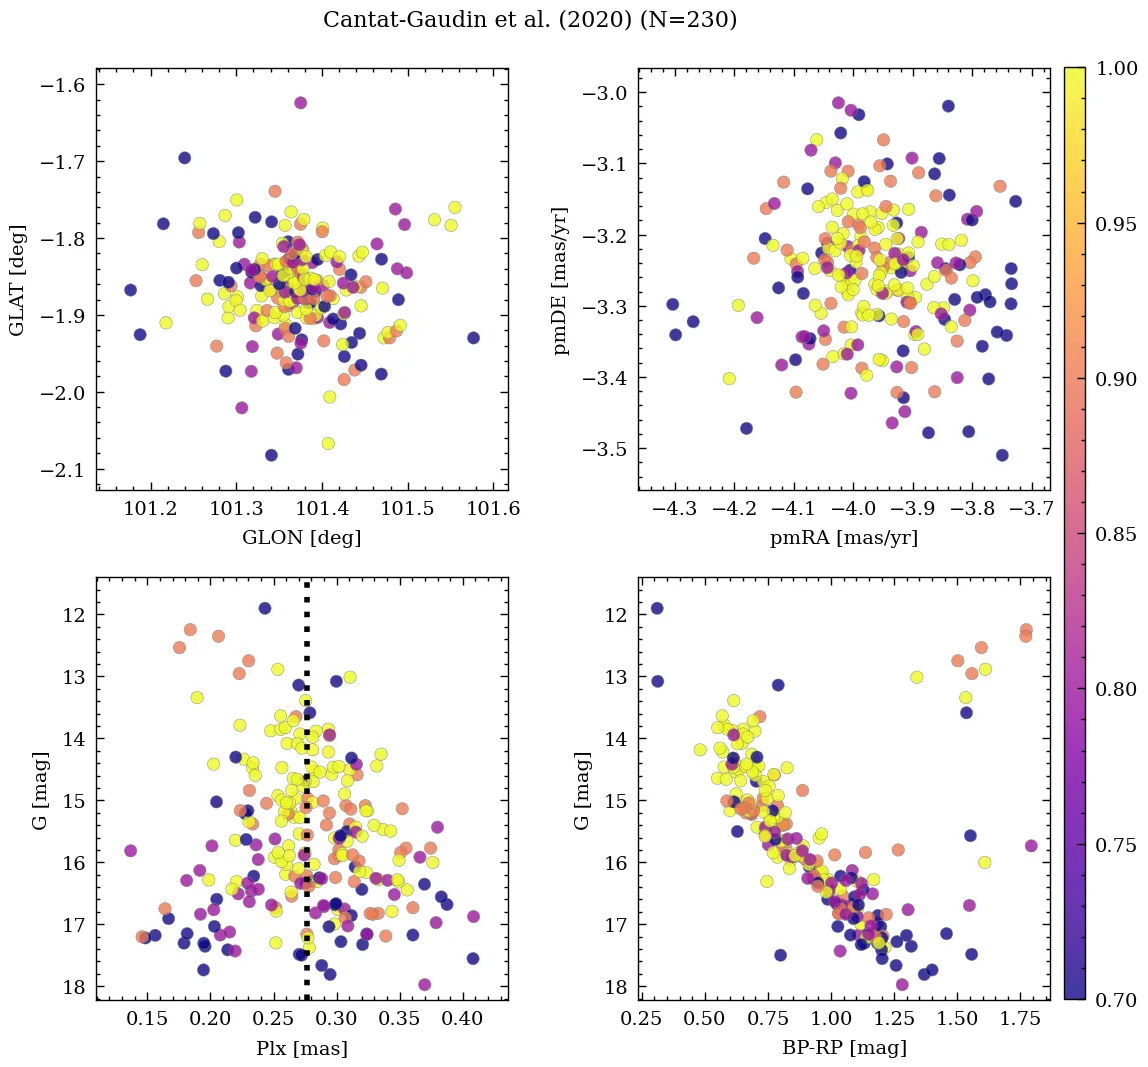 Cantat-Gaudin et al. (2020) (N=230)
−1.6
−1.7
−1.8
−1.9
−2.0
−2.1
GLAT [deg]
101.2 101.3 101.4 101.5 101.6
GLON [deg]
−3.0
−3.1
−3.2
−3.3
−3.4
−3.5
pmDE [mas/yr]
−4.3 −4.2 −4.1 −4.0 −3.9 −3.8 −3.7
pmRA [mas/yr]
12
13
14
15
16
17
18
G [mag]
0.15 0.20 0.25 0.30 0.35 0.40
Plx [mas]
12
13
14
15
16
17
18
G [mag]
0.25 0.50 0.75 1.00 1.25 1.50 1.75
BP-RP [mag]
1.00
0.95
0.90
0.85
0.80
0.75
0.70